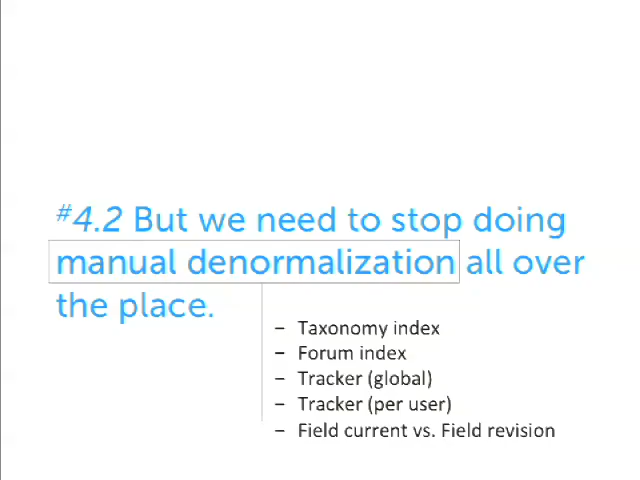 #4.2 But we need to stop doing
manual denormalization all over
the place.
– Taxonomy index
– Forum index
– Tracker (global)
– Tracker (per user)
– Field current vs. Field revision